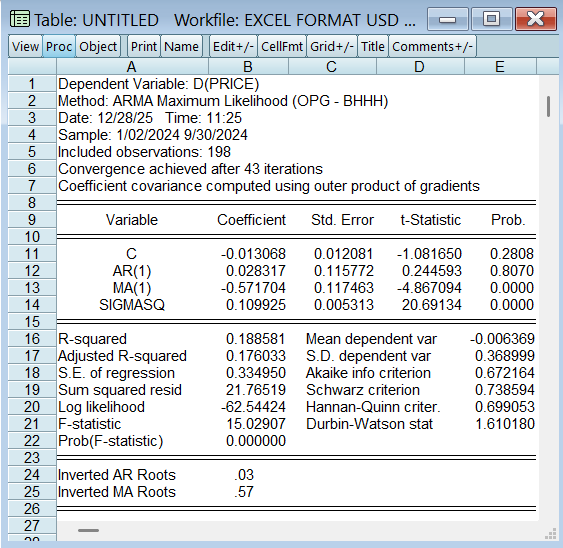 Table: UNTITLED Workfile: EXCEL FORMAT USD ...
View Proc Object Print Name Edit+/- CellFmt Grid+/- Title Comments+/-
A B C D E
1 Dependent Variable: D(PRICE)
2 Method: ARMA Maximum Likelihood (OPG - BHHH)
3 Date: 12/28/25 Time: 11:25
4 Sample: 1/02/2024 9/30/2024
5 Included observations: 198
6 Convergence achieved after 43 iterations
7 Coefficient covariance computed using outer product of gradients
8
9 Variable Coefficient Std. Error t-Statistic Prob.
10
11 C -0.013068 0.012081 -1.081650 0.2808
12 AR(1) 0.028317 0.115772 0.244593 0.8070
13 MA(1) -0.571704 0.117463 -4.867094 0.0000
14 SIGMASQ 0.109925 0.005313 20.69134 0.0000
15
16 R-squared 0.188581 Mean dependent var -0.006369
17 Adjusted R-squared 0.176033 S.D. dependent var 0.368999
18 S.E. of regression 0.334950 Akaike info criterion 0.672164
19 Sum squared resid 21.76519 Schwarz criterion 0.738594
20 Log likelihood -62.54424 Hannan-Quinn criter. 0.699053
21 F-statistic 15.02907 Durbin-Watson stat 1.610180
22 Prob(F-statistic) 0.000000
23
24 Inverted AR Roots .03
25 Inverted MA Roots .57
26
27